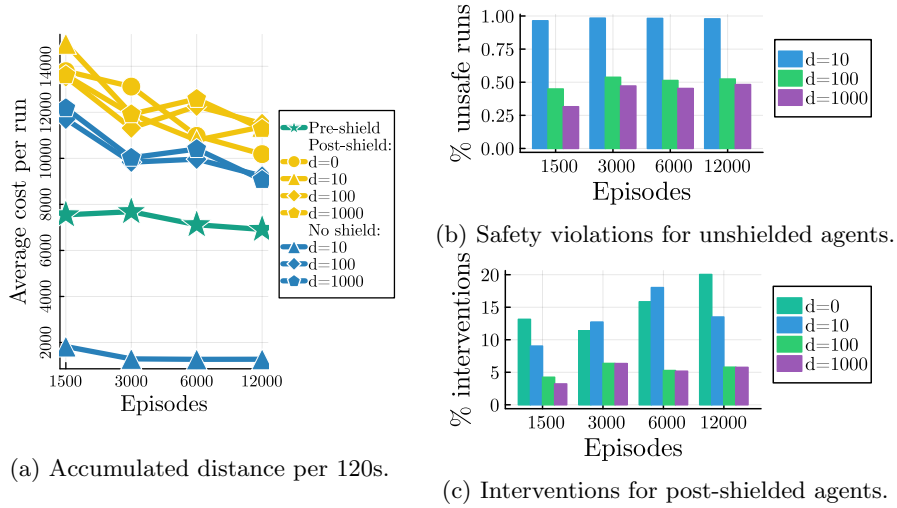 Average cost per run
14000
12000
10000
8000
6000
4000
2000
1500 3000 6000 12000
Episodes
Pre-shield
Post-shield:
d=0
d=10
d=100
d=1000
No shield:
d=10
d=100
d=1000
(a) Accumulated distance per 120s.
% unsafe runs
1.00
0.75
0.50
0.25
0.00
1500 3000 6000 12000
Episodes
d=10
d=100
d=1000
(b) Safety violations for unshielded agents.
% interventions
20
15
10
5
0
1500 3000 6000 12000
Episodes
d=0
d=10
d=100
d=1000
(c) Interventions for post-shielded agents.